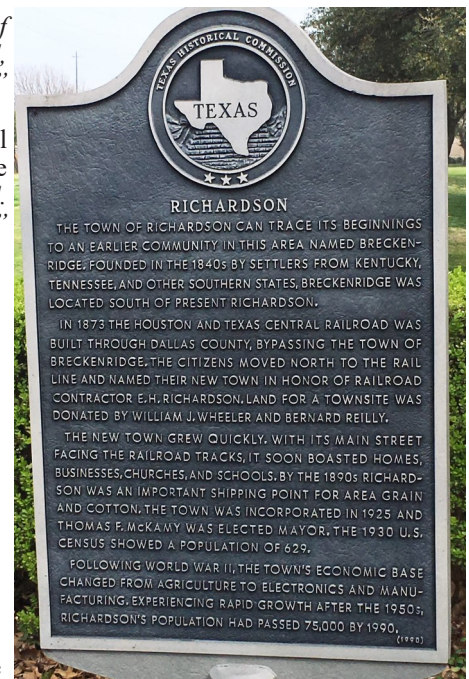 TEXAS HISTORICAL COMMISSION
TEXAS
RICHARDSON
THE TOWN OF RICHARDSON CAN TRACE ITS BEGINNINGS
TO AN EARLIER COMMUNITY IN THIS AREA NAMED BRECKEN-
RIDGE. FOUNDED IN THE 1840s BY SETTLERS FROM KENTUCKY,
TENNESSEE, AND OTHER SOUTHERN STATES, BRECKENRIDGE WAS
LOCATED SOUTH OF PRESENT RICHARDSON.
IN 1873 THE HOUSTON AND TEXAS CENTRAL RAILROAD WAS
BUILT THROUGH DALLAS COUNTY, BYPASSING THE TOWN OF
BRECKENRIDGE. THE CITIZENS MOVED NORTH TO THE RAIL
LINE AND NAMED THEIR NEW TOWN IN HONOR OF RAILROAD
CONTRACTOR E.H. RICHARDSON. LAND FOR A TOWNSITE WAS
DONATED BY WILLIAM J. WHEELER AND BERNARD REILLY.
THE NEW TOWN GREW QUICKLY. WITH ITS MAIN STREET
FACING THE RAILROAD TRACKS, IT SOON BOASTED HOMES,
BUSINESSES, CHURCHES, AND SCHOOLS. BY THE 1890s RICHARD-
SON WAS AN IMPORTANT SHIPPING POINT FOR AREA GRAIN
AND COTTON. THE TOWN WAS INCORPORATED IN 1925 AND
THOMAS F. McKAMY WAS ELECTED MAYOR. THE 1930 U.S.
CENSUS SHOWED A POPULATION OF 629.
FOLLOWING WORLD WAR II, THE TOWN'S ECONOMIC BASE
CHANGED FROM AGRICULTURE TO ELECTRONICS AND MANU-
FACTURING. EXPERIENCING RAPID GROWTH AFTER THE 1950s,
RICHARDSON'S POPULATION HAD PASSED 75,000 BY 1990.
(1990)